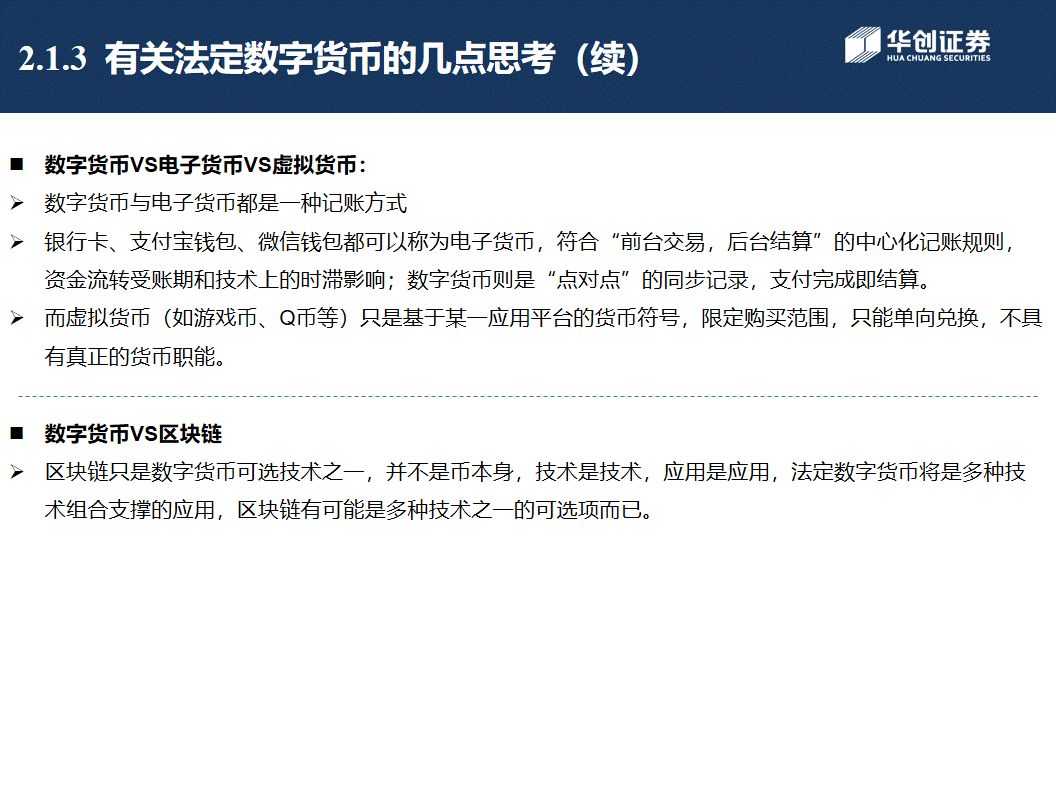 2.1.3 有关法定数字货币的几点思考（续）
华创证券
HUA CHUANG SECURITIES
■ 数字货币VS电子货币VS虚拟货币：
➢ 数字货币与电子货币都是一种记账方式
➢ 银行卡、支付宝钱包、微信钱包都可以称为电子货币，符合“前台交易，后台结算”的中心化记账规则，
资金流转受账期和技术上的时滞影响；数字货币则是“点对点”的同步记录，支付完成即结算。
➢ 而虚拟货币（如游戏币、Q币等）只是基于某一应用平台的货币符号，限定购买范围，只能单向兑换，不具
有真正的货币职能。
■ 数字货币VS区块链
➢ 区块链只是数字货币可选技术之一，并不是币本身，技术是技术，应用是应用，法定数字货币将是多种技
术组合支撑的应用，区块链有可能是多种技术之一的可选项而已。